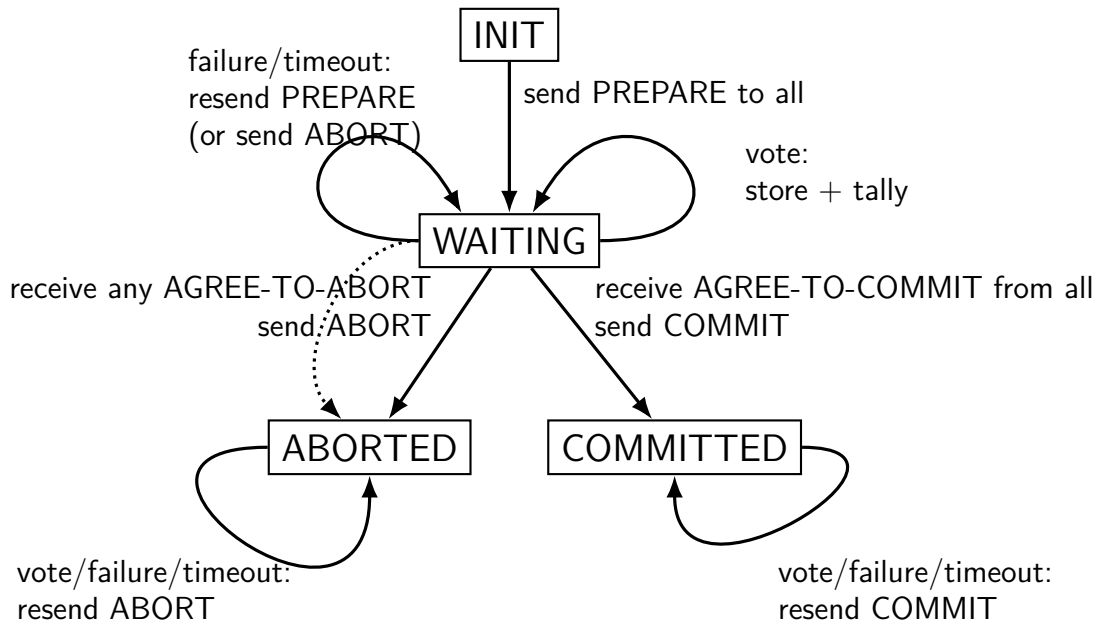 INIT
failure/timeout:
resend PREPARE
(or send ABORT)
send PREPARE to all
vote:
store + tally
WAITING
receive any AGREE-TO-ABORT
send ABORT
receive AGREE-TO-COMMIT from all
send COMMIT
ABORTED
COMMITTED
vote/failure/timeout:
resend ABORT
vote/failure/timeout:
resend COMMIT